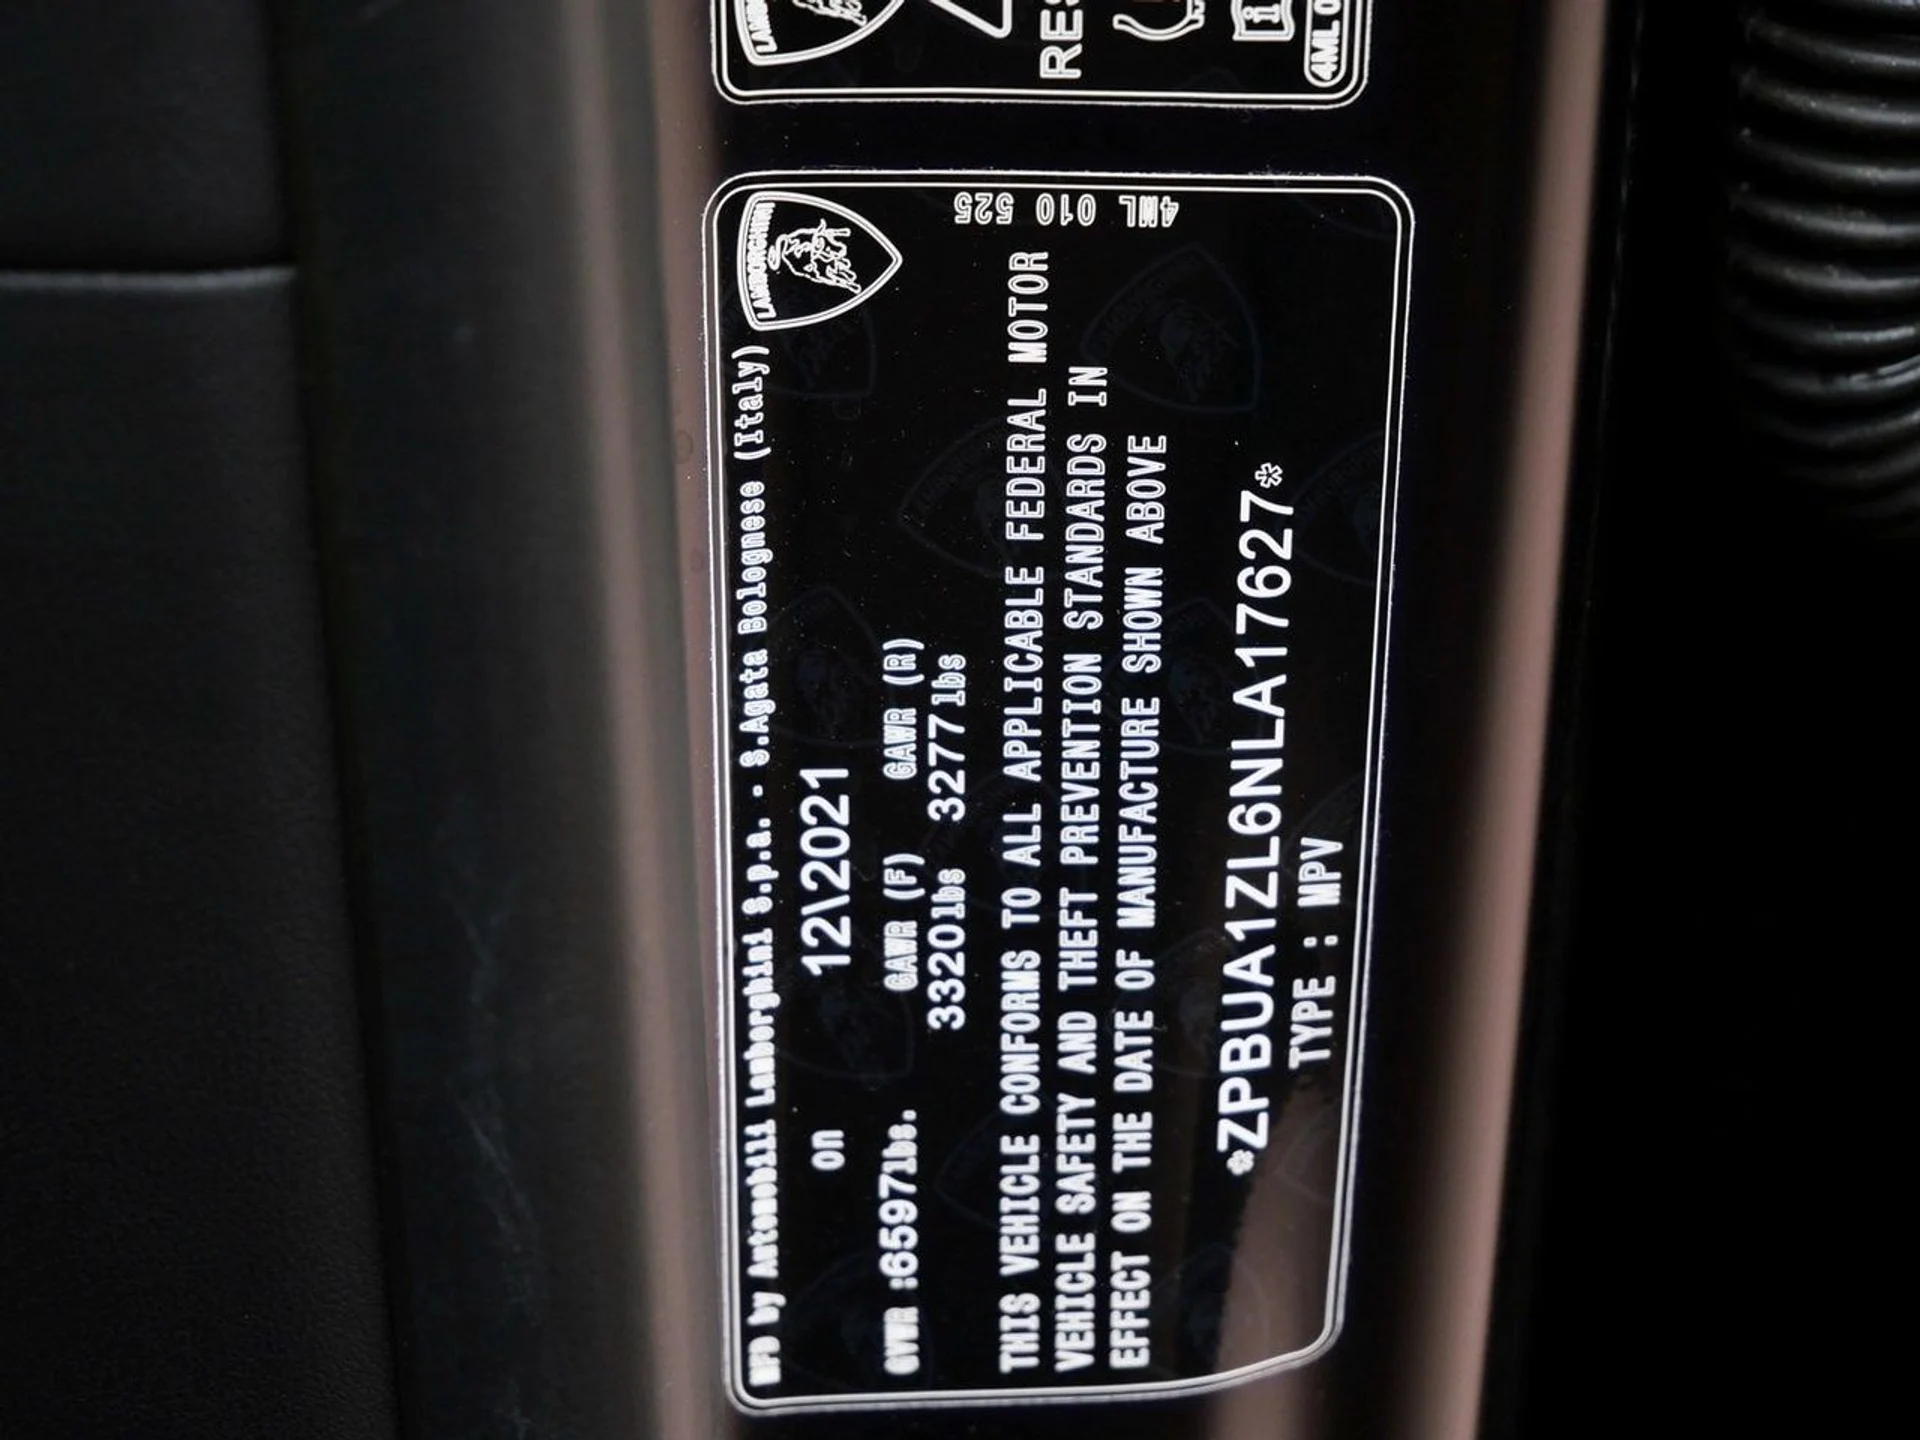 LAMBORGHINI
MFD by Automobili Lamborghini S.p.a. - S.Agata Bolognese (Italy)
on 12\2021
GVWR :6597lbs. GAWR (F) GAWR (R)
3320lbs 3277lbs
THIS VEHICLE CONFORMS TO ALL APPLICABLE FEDERAL MOTOR
VEHICLE SAFETY AND THEFT PREVENTION STANDARDS IN
EFFECT ON THE DATE OF MANUFACTURE SHOWN ABOVE
*ZPBUA1ZL6NLA17627*
TYPE : MPV
4ML 010 525